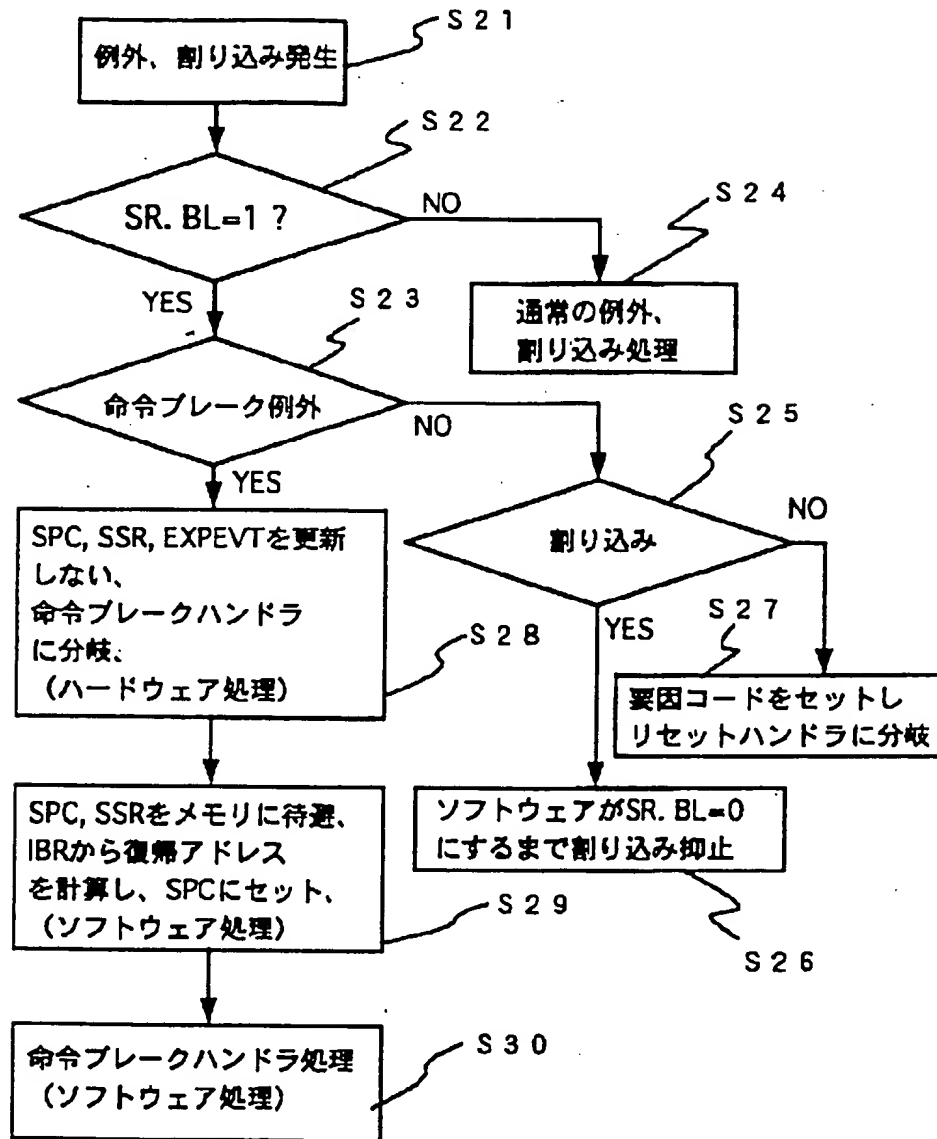 S21
例外、割り込み発生
S22
SR. BL=1 ?
NO
S24
YES
通常の例外、
割り込み処理
S23
命令ブレーク例外
NO
S25
YES
割り込み
NO
SPC, SSR, EXPEVTを更新
しない、
命令ブレークハンドラ
に分岐、
（ハードウェア処理）
S28
YES
S27
要因コードをセットし
リセットハンドラに分岐
SPC, SSRをメモリに待避、
IBRから復帰アドレス
を計算し、SPCにセット、
（ソフトウェア処理）
S29
ソフトウェアがSR. BL=0
にするまで割り込み抑止
S26
命令ブレークハンドラ処理
（ソフトウェア処理）
S30